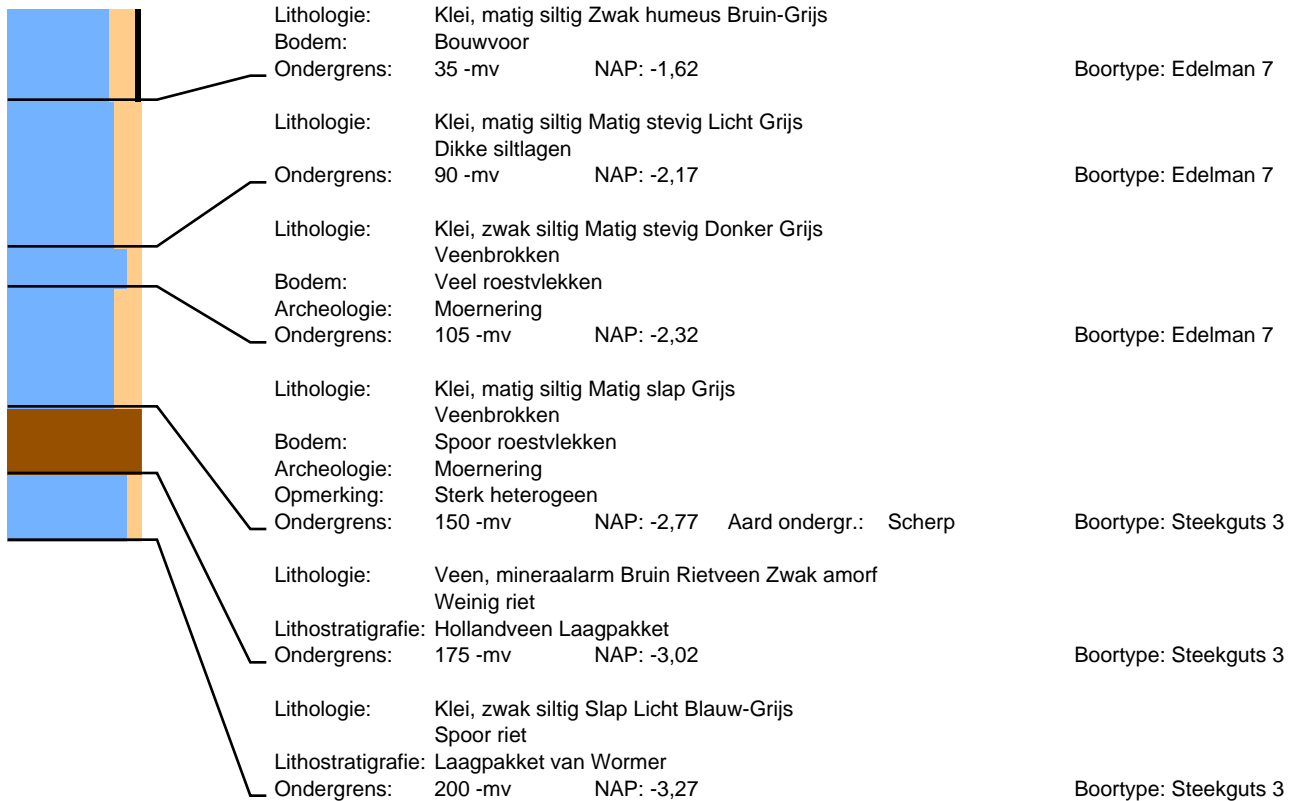 Lithologie: Klei, matig siltig Zwak humeus Bruin-Grijs
Bodem: Bouwvoor
Ondergrens: 35 -mv NAP: -1,62 Boortype: Edelman 7
Lithologie: Klei, matig siltig Matig stevig Licht Grijs
Dikke siltlagen
Ondergrens: 90 -mv NAP: -2,17 Boortype: Edelman 7
Lithologie: Klei, zwak siltig Matig stevig Donker Grijs
Veenbrokken
Bodem: Veel roestvlekken
Archeologie: Moernering
Ondergrens: 105 -mv NAP: -2,32 Boortype: Edelman 7
Lithologie: Klei, matig siltig Matig slap Grijs
Veenbrokken
Bodem: Spoor roestvlekken
Archeologie: Moernering
Opmerking: Sterk heterogeen
Ondergrens: 150 -mv NAP: -2,77 Aard ondergr.: Scherp Boortype: Steekguts 3
Lithologie: Veen, mineraalarm Bruin Rietveen Zwak amorf
Weinig riet
Lithostratigrafie: Hollandveen Laagpakket
Ondergrens: 175 -mv NAP: -3,02 Boortype: Steekguts 3
Lithologie: Klei, zwak siltig Slap Licht Blauw-Grijs
Spoor riet
Lithostratigrafie: Laagpakket van Wormer
Ondergrens: 200 -mv NAP: -3,27 Boortype: Steekguts 3